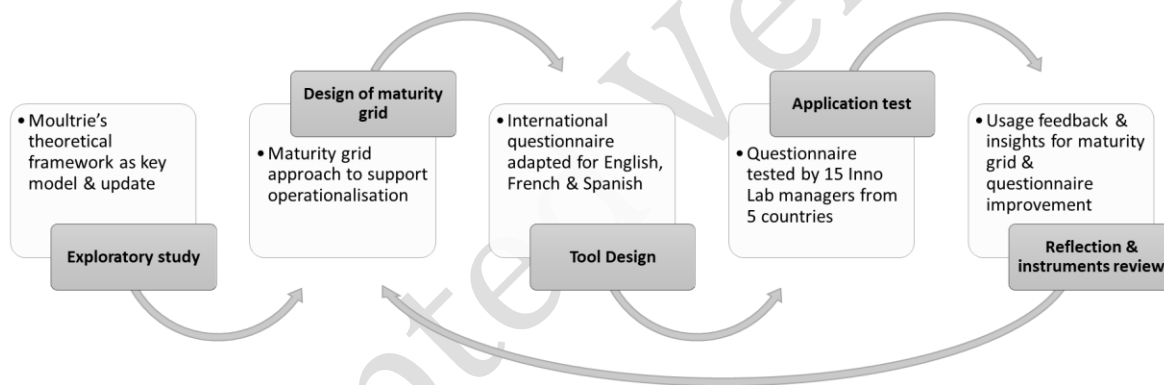 • Moultrie's
theoretical
framework as key
model & update
Exploratory study
Design of maturity
grid
• Maturity grid
approach to support
operationalisation
• International
questionnaire
adapted for English,
French & Spanish
Tool Design
Application test
• Questionnaire
tested by 15 Inno
Lab managers from
5 countries
• Usage feedback &
insights for maturity
grid &
questionnaire
improvement
Reflection &
instruments review